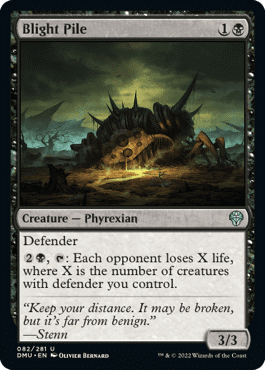 Blight Pile 1
Creature — Phyrexian
Defender
2 , : Each opponent loses X life,
where X is the number of creatures
with defender you control.
“Keep your distance. It may be broken,
but it’s far from benign.”
—Stenn
3/3
082/281 U
DMU • EN Olivier Bernard
™ & © 2022 Wizards of the Coast